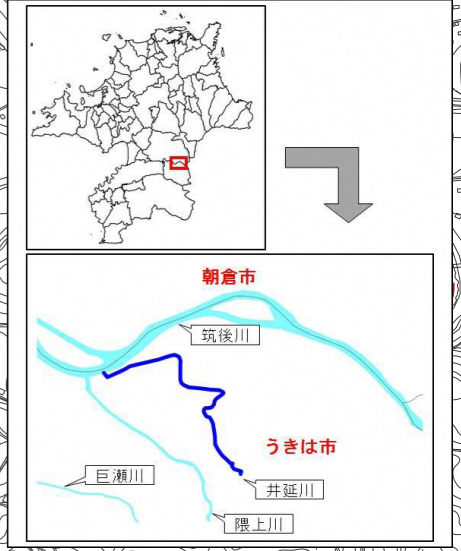 朝倉市
筑後川
うきは市
巨瀬川
井延川
隈上川